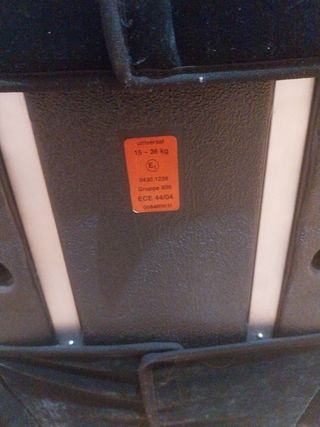 universal
15 – 36 kg
E₁
Gruppe II/III
ECE 44/04